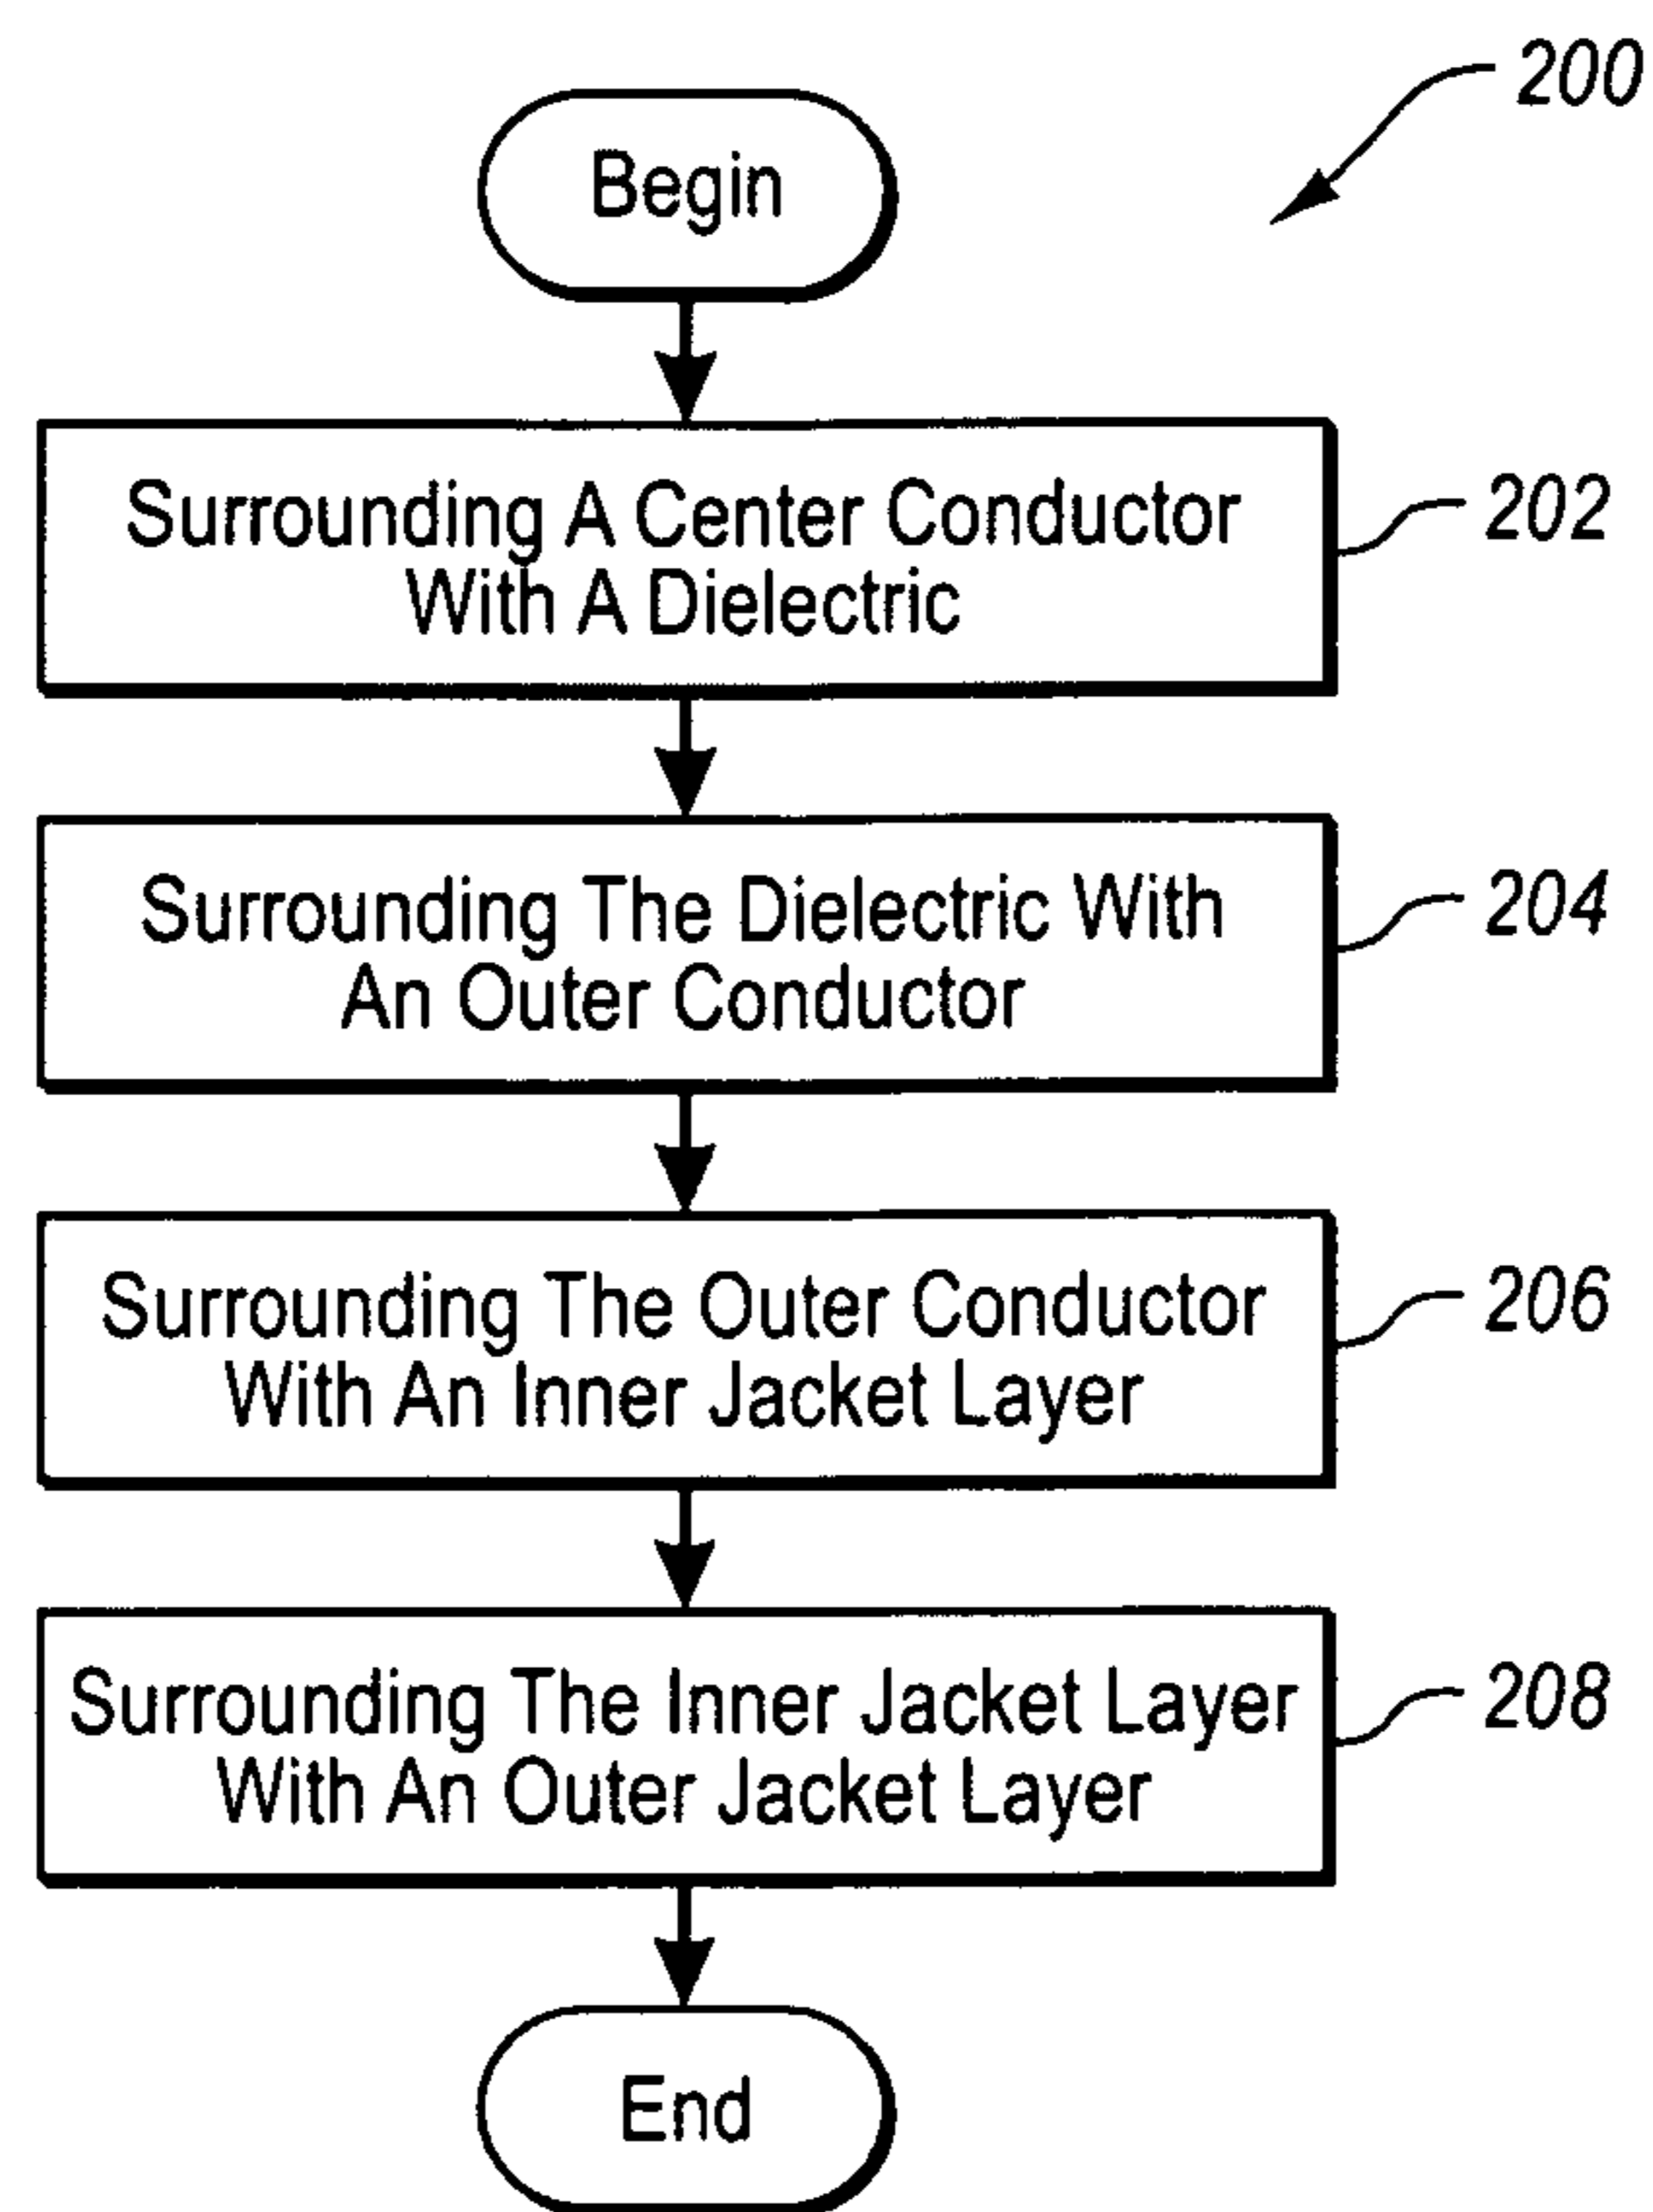 200
Begin
Surrounding A Center Conductor
With A Dielectric
202
Surrounding The Dielectric With
An Outer Conductor
204
Surrounding The Outer Conductor
With An Inner Jacket Layer
206
Surrounding The Inner Jacket Layer
With An Outer Jacket Layer
208
End